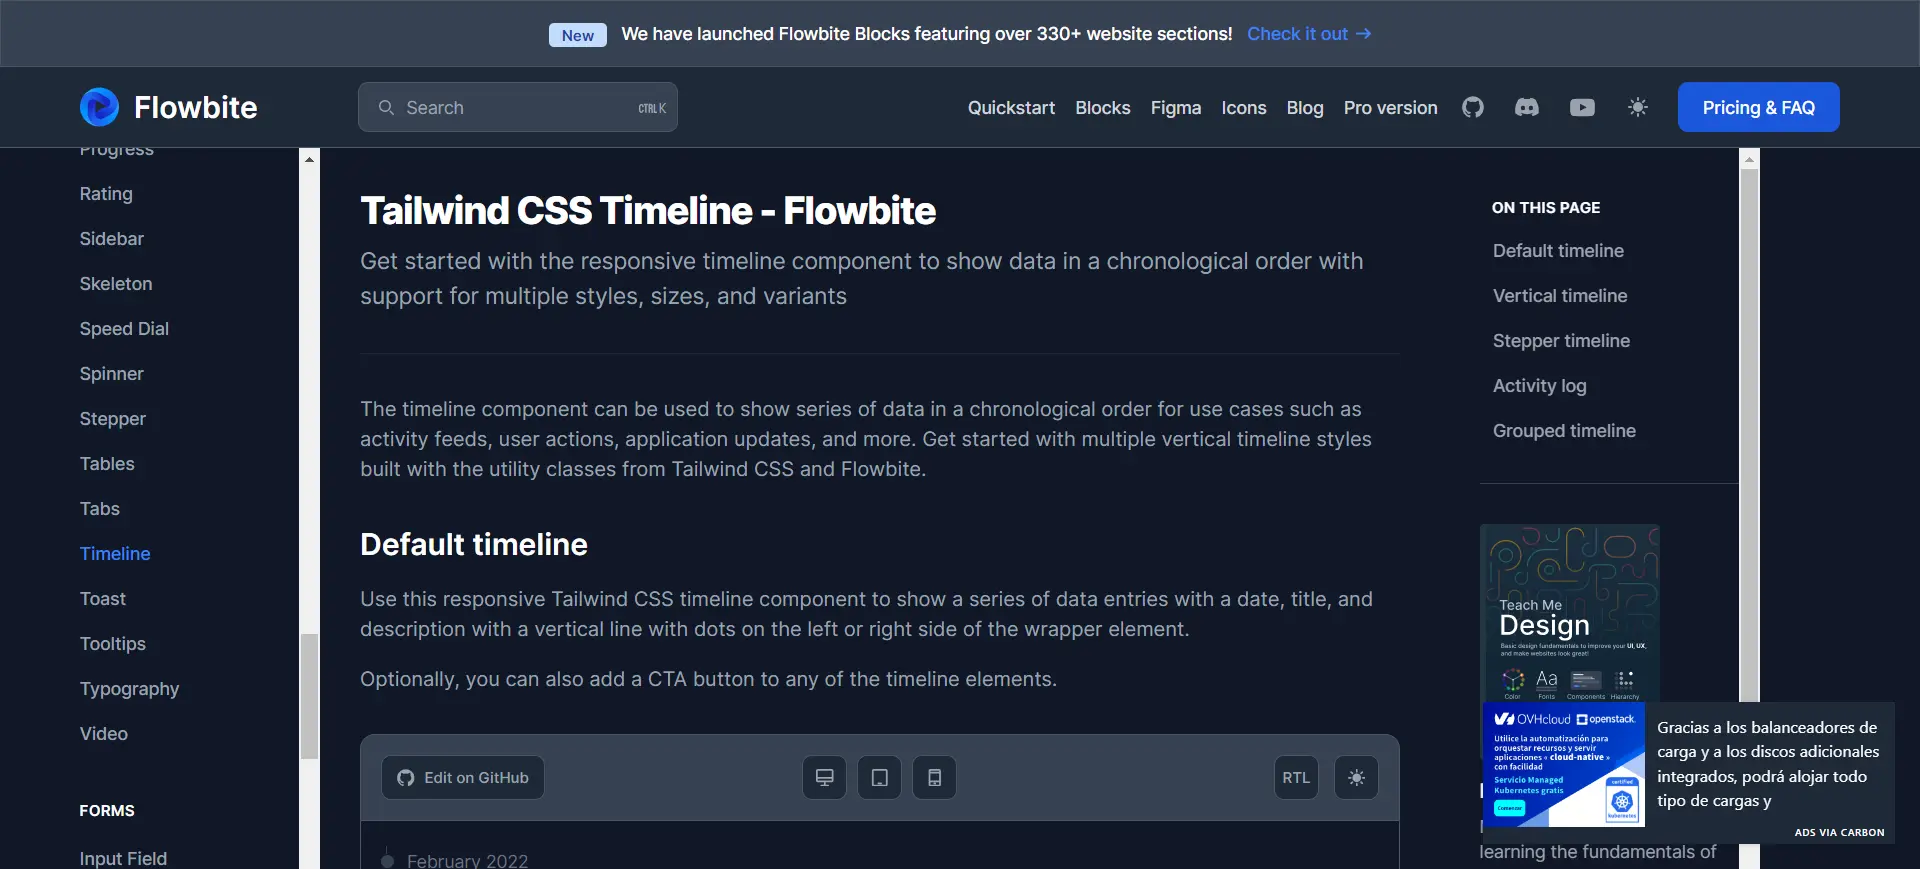 New We have launched Flowbite Blocks featuring over 330+ website sections! Check it out →
Flowbite
Search CTRL K
Quickstart Blocks Figma Icons Blog Pro version Pricing & FAQ
Progress
Rating
Sidebar
Skeleton
Speed Dial
Spinner
Stepper
Tables
Tabs
Timeline
Toast
Tooltips
Typography
Video
FORMS
Input Field
Tailwind CSS Timeline - Flowbite
Get started with the responsive timeline component to show data in a chronological order with
support for multiple styles, sizes, and variants
The timeline component can be used to show series of data in a chronological order for use cases such as
activity feeds, user actions, application updates, and more. Get started with multiple vertical timeline styles
built with the utility classes from Tailwind CSS and Flowbite.
Default timeline
Use this responsive Tailwind CSS timeline component to show a series of data entries with a date, title, and
description with a vertical line with dots on the left or right side of the wrapper element.
Optionally, you can also add a CTA button to any of the timeline elements.
Edit on GitHub
RTL
February 2022
ON THIS PAGE
Default timeline
Vertical timeline
Stepper timeline
Activity log
Grouped timeline
Teach Me
Design
Basic design fundamentals to improve your UI, UX,
and make websites look great!
Color Fonts Components Hierarchy
OVHcloud openstack.
Utilice la automatización para
orquestar recursos y servir
aplicaciones « cloud-native »
con facilidad
Servicio Managed
Kubernetes gratis
Comenzar
certified
kubernetes
Gracias a los balanceadores de
carga y a los discos adicionales
integrados, podrá alojar todo
tipo de cargas y
ADS VIA CARBON
learning the fundamentals of